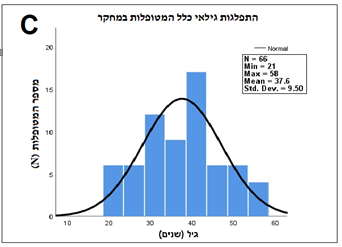 C
התפלגות גילאי כלל המטופלות במחקר
Normal
N = 66
Min = 21
Max = 58
Mean = 37.6
Std. Dev. = 9.50
מספר המטופלות (N)
20
15
10
5
0
10 20 30 40 50 60
גיל (שנים)